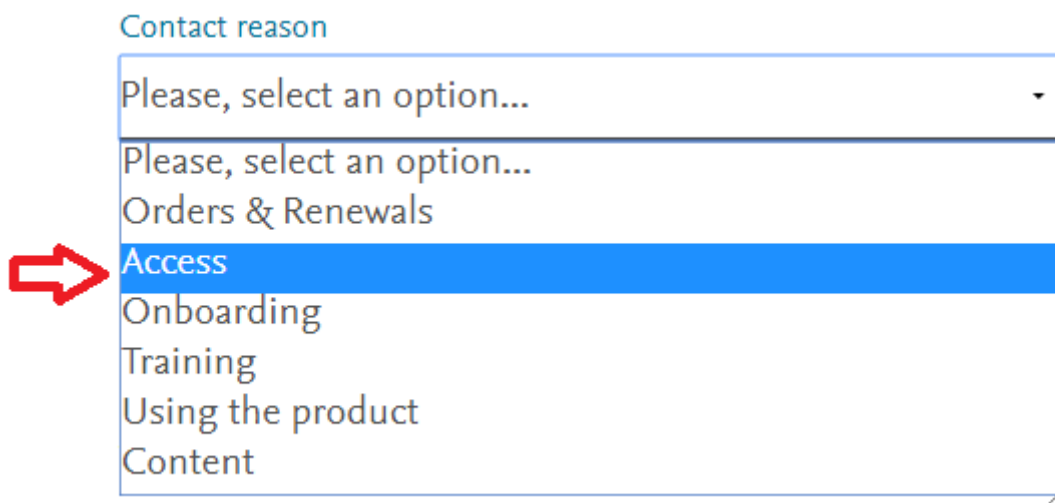 Contact reason
Please, select an option...
Please, select an option...
Orders & Renewals
Access
Onboarding
Training
Using the product
Content